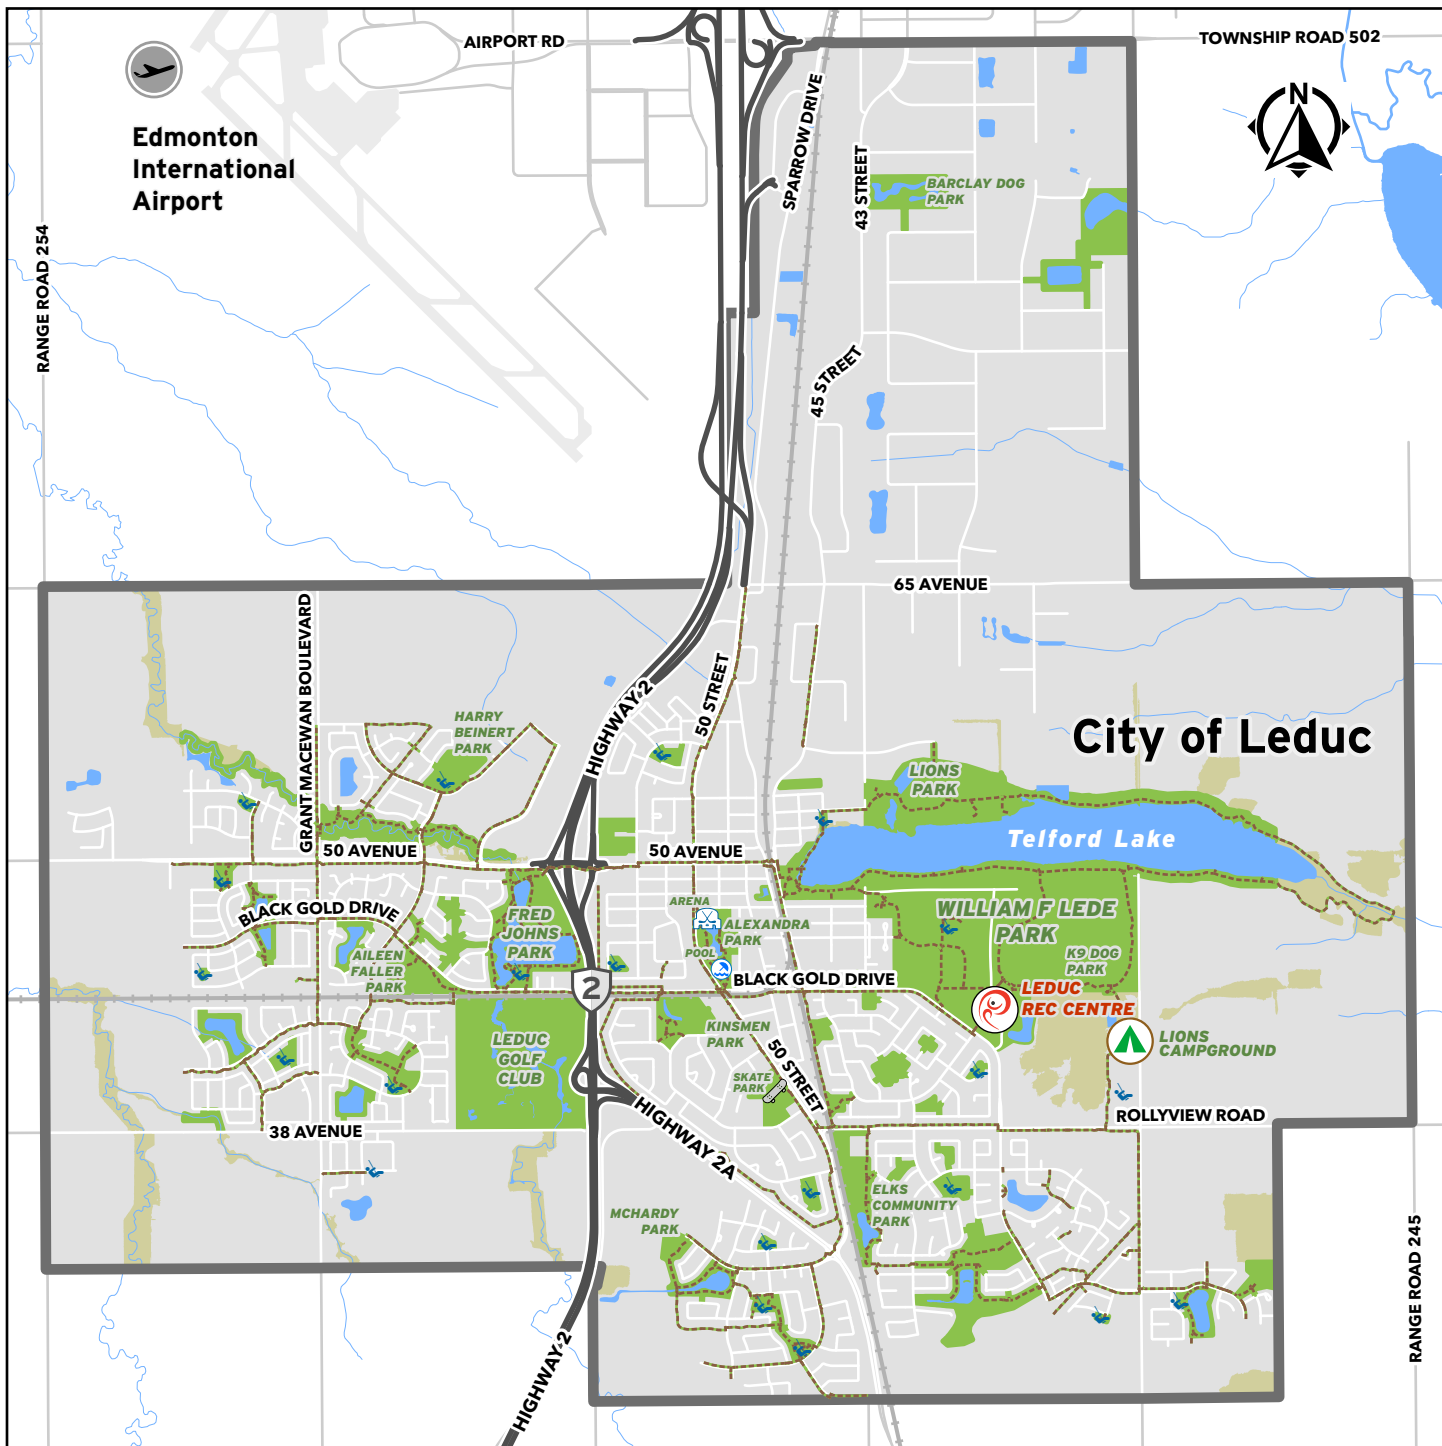 AIRPORT RD
TOWNSHIP ROAD 502
N
Edmonton
International
Airport
SPARROW DRIVE
43 STREET
BARCLAY DOG
PARK
RANGE ROAD 254
45 STREET
65 AVENUE
GRANT MACEWAN BOULEVARD
HIGHWAY 2
50 STREET
HARRY
BEINERT
PARK
City of Leduc
LIONS
PARK
Telford Lake
50 AVENUE
50 AVENUE
BLACK GOLD DRIVE
FRED
JOHNS
PARK
ARENA
ALEXANDRA
PARK
POOL
WILLIAM F LEDE
PARK
K9 DOG
PARK
AILEEN
FALLER
PARK
BLACK GOLD DRIVE
2
LEDUC
REC CENTRE
LEDUC
GOLF
CLUB
KINSMEN
PARK
50 STREET
LIONS
CAMPGROUND
SKATE
PARK
HIGHWAY 2A
ROLLYVIEW ROAD
38 AVENUE
ELKS
COMMUNITY
PARK
MCHARDY
PARK
RANGE ROAD 245
HIGHWAY 2